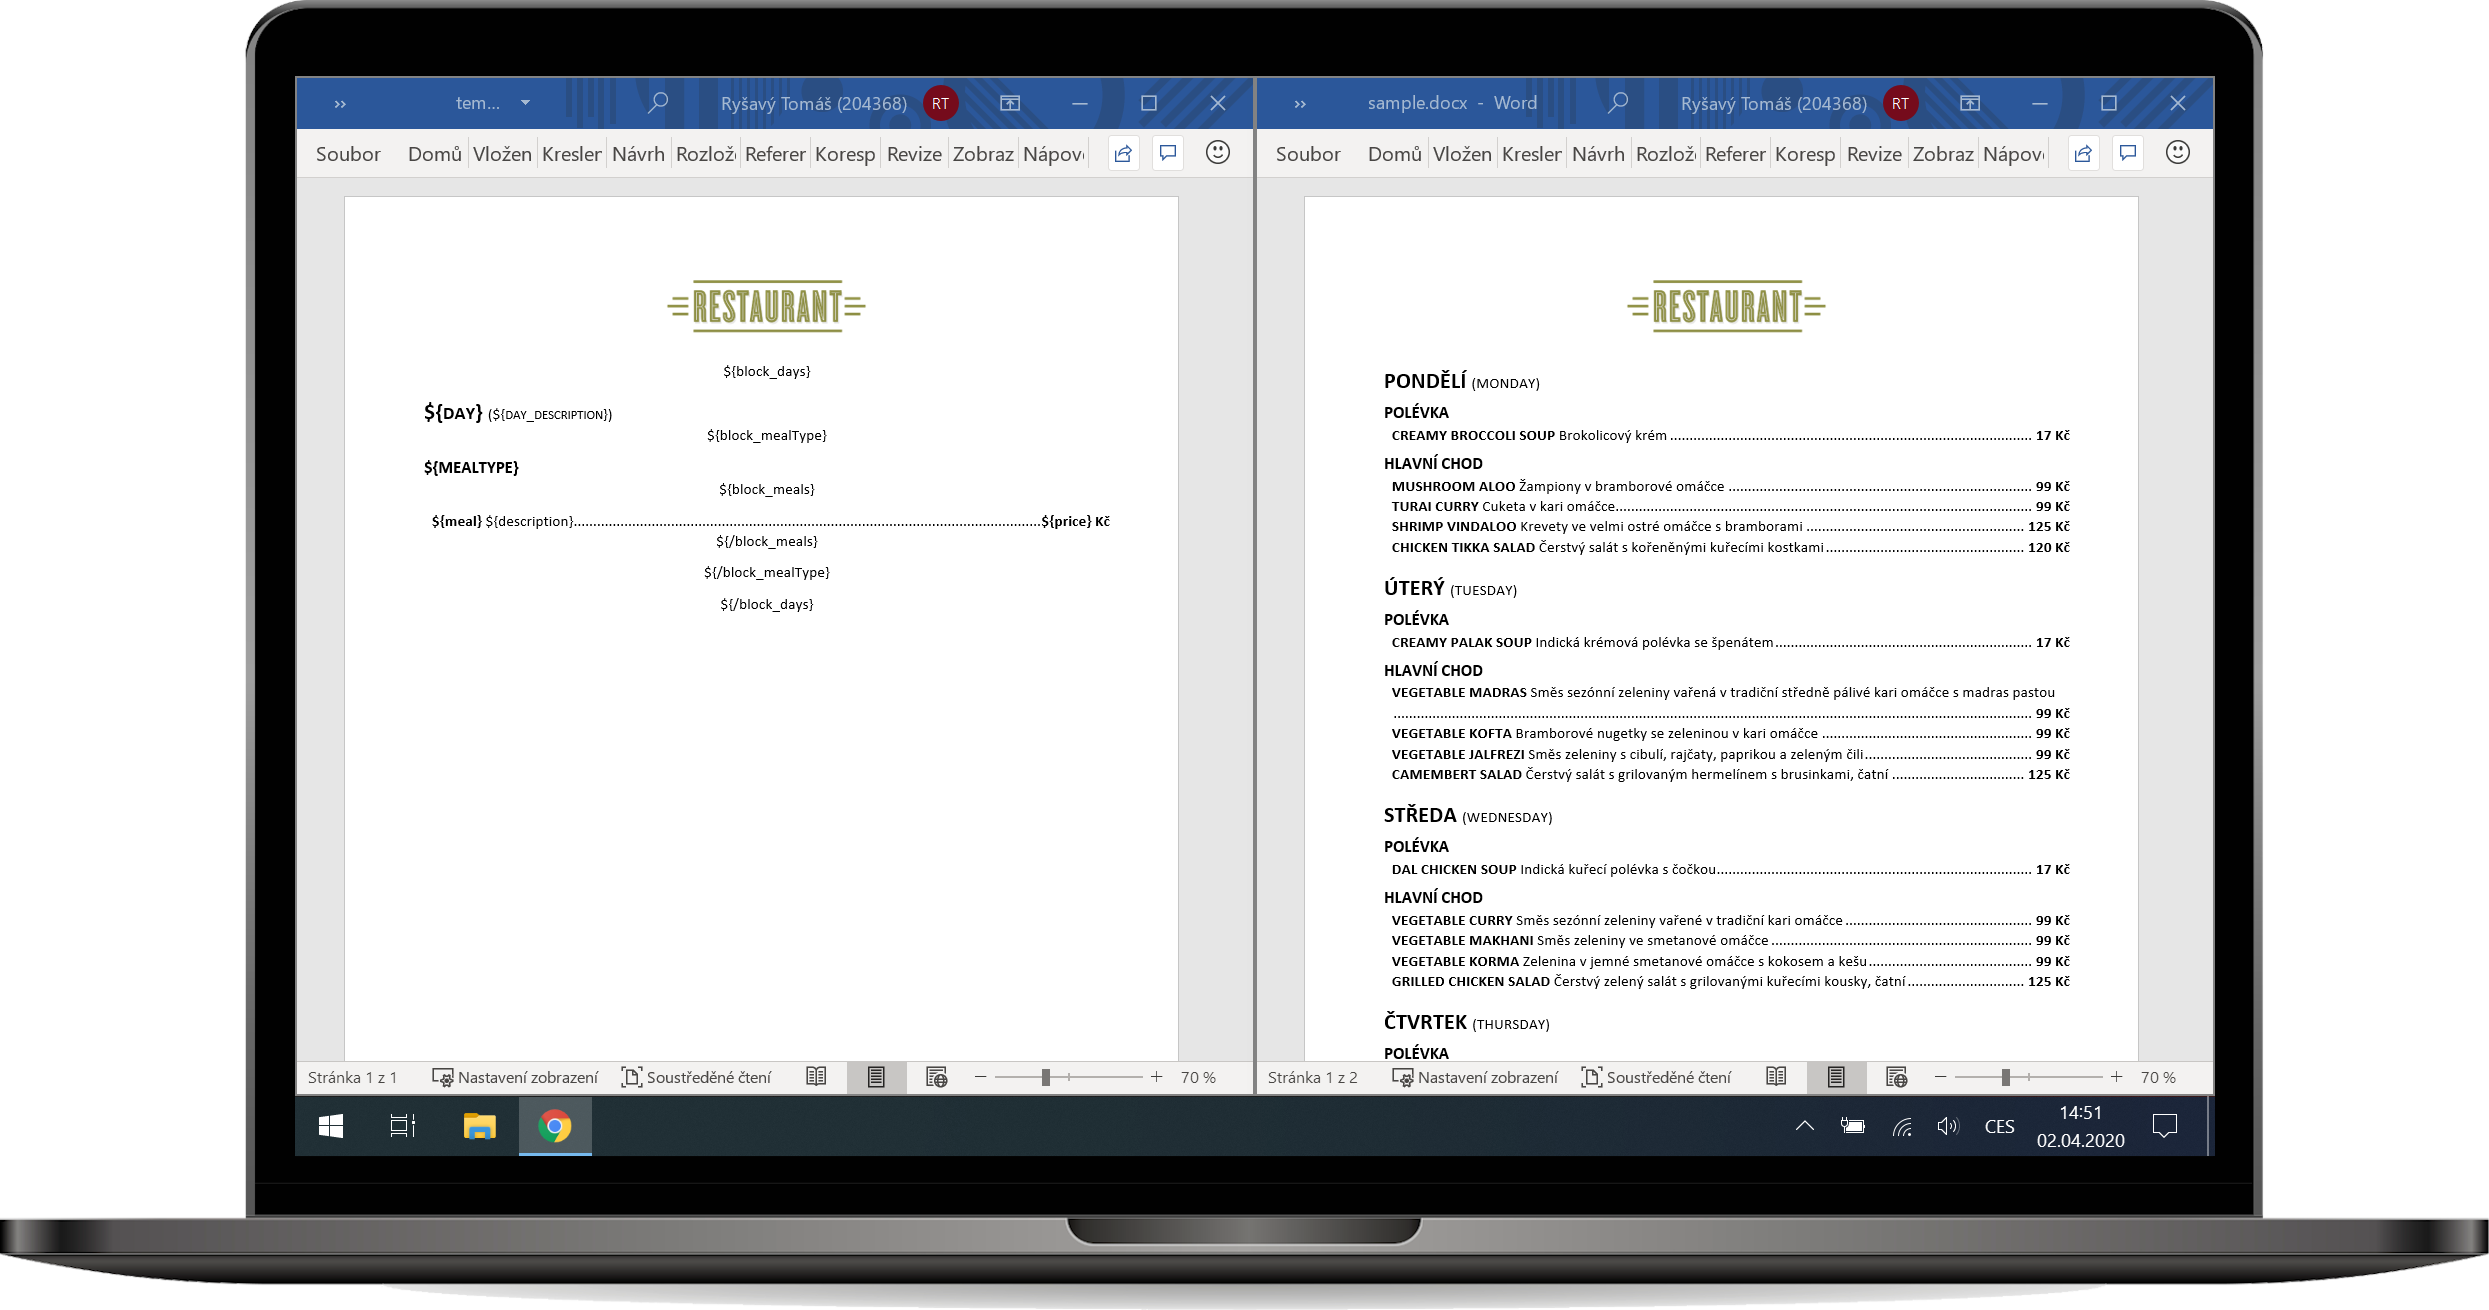 tem...
Ryšavý Tomáš (204368) RT
Soubor Domů Vložen Kresler Návrh Rozlož Referer Koresp Revize Zobraz Nápov
RESTAURANT
${block_days}
${DAY} (${DAY_DESCRIPTION})
${block_mealType}
${MEALTYPE}
${block_meals}
${meal} ${description}........................................................................................................................${price} Kč
${/block_meals}
${/block_mealType}
${/block_days}
Stránka 1 z 1 Nastavení zobrazení Soustředěné čtení 70 %
sample.docx - Word
Ryšavý Tomáš (204368) RT
Soubor Domů Vložen Kresler Návrh Rozlož Referer Koresp Revize Zobraz Nápov
RESTAURANT
PONDĚLÍ (MONDAY)
POLÉVKA
CREAMY BROCCOLI SOUP Brokolicový krém ............................................................................................. 17 Kč
HLAVNÍ CHOD
MUSHROOM ALOO Žampiony v bramborové omáčce .............................................................................. 99 Kč
TURAI CURRY Cuketa v kari omáčce........................................................................................................... 99 Kč
SHRIMP VINDALOO Krevety ve velmi ostré omáčce s bramborami ........................................................ 125 Kč
CHICKEN TIKKA SALAD Čerstvý salát s kořeněnými kuřecími kostkami................................................... 120 Kč
ÚTERÝ (TUESDAY)
POLÉVKA
CREAMY PALAK SOUP Indická krémová polévka se špenátem.................................................................. 17 Kč
HLAVNÍ CHOD
VEGETABLE MADRAS Směs sezónní zeleniny vařená v tradiční středně pálivé kari omáčce s madras pastou
.................................................................................................................................................................... 99 Kč
VEGETABLE KOFTA Bramborové nugetky se zeleninou v kari omáčce ...................................................... 99 Kč
VEGETABLE JALFREZI Směs zeleniny s cibulí, rajčaty, paprikou a zeleným čili........................................... 99 Kč
CAMEMBERT SALAD Čerstvý salát s grilovaným hermelínem s brusinkami, čatní .................................. 125 Kč
STŘEDA (WEDNESDAY)
POLÉVKA
DAL CHICKEN SOUP Indická kuřecí polévka s čočkou................................................................................. 17 Kč
HLAVNÍ CHOD
VEGETABLE CURRY Směs sezónní zeleniny vařené v tradiční kari omáčce ................................................ 99 Kč
VEGETABLE MAKHANI Směs zeleniny ve smetanové omáčce ................................................................... 99 Kč
VEGETABLE KORMA Zelenina v jemné smetanové omáčce s kokosem a kešu.......................................... 99 Kč
GRILLED CHICKEN SALAD Čerstvý zelený salát s grilovanými kuřecími kousky, čatní.............................. 125 Kč
ČTVRTEK (THURSDAY)
POLÉVKA
Stránka 1 z 2 Nastavení zobrazení Soustředěné čtení 70 %
CES
14:51
02.04.2020